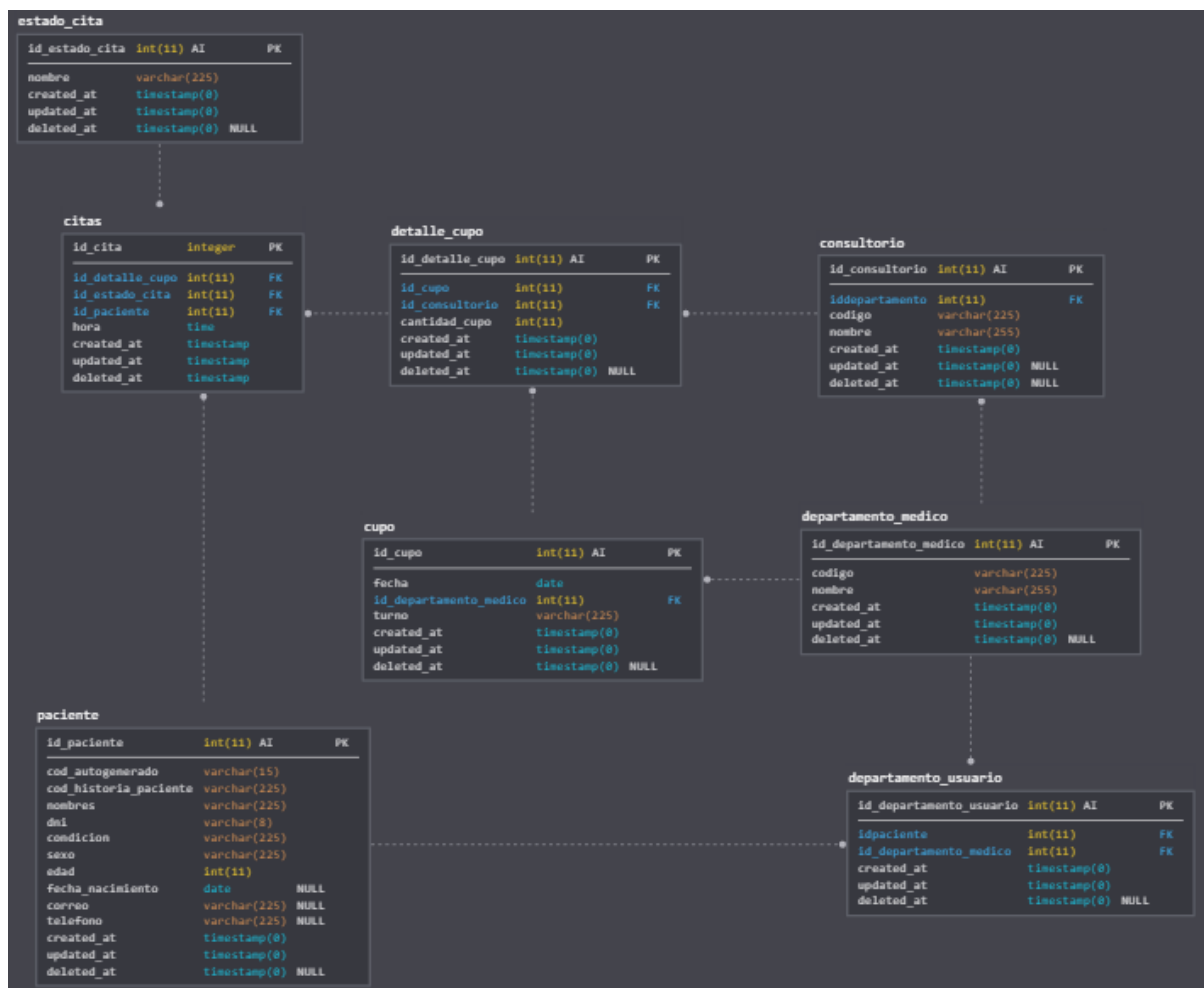 estado_cita
id_estado_cita int(11) AI PK
nombre varchar(225)
created_at timestamp(0)
updated_at timestamp(0)
deleted_at timestamp(0) NULL
citas
id_cita integer PK
id_detalle_cupo int(11) FK
id_estado_cita int(11) FK
id_paciente int(11) FK
hora time
created_at timestamp
updated_at timestamp
deleted_at timestamp
detalle_cupo
id_detalle_cupo int(11) AI PK
id_cupo int(11) FK
id_consultorio int(11) FK
cantidad_cupo int(11)
created_at timestamp(0)
updated_at timestamp(0)
deleted_at timestamp(0) NULL
consultorio
id_consultorio int(11) AI PK
iddepartamento int(11) FK
codigo varchar(225)
nombre varchar(255)
created_at timestamp(0)
updated_at timestamp(0) NULL
deleted_at timestamp(0) NULL
cupo
id_cupo int(11) AI PK
fecha date
id_departamento_medico int(11) FK
turno varchar(225)
created_at timestamp(0)
updated_at timestamp(0)
deleted_at timestamp(0) NULL
departamento_medico
id_departamento_medico int(11) AI PK
codigo varchar(225)
nombre varchar(255)
created_at timestamp(0)
updated_at timestamp(0)
deleted_at timestamp(0) NULL
paciente
id_paciente int(11) AI PK
cod_autogenerado varchar(15)
cod_historia_paciente varchar(225)
nombres varchar(225)
dni varchar(8)
condicion varchar(225)
sexo varchar(225)
edad int(11)
fecha_nacimiento date NULL
correo varchar(225) NULL
telefono varchar(225) NULL
created_at timestamp(0)
updated_at timestamp(0)
deleted_at timestamp(0) NULL
departamento_usuario
id_departamento_usuario int(11) AI PK
idpaciente int(11) FK
id_departamento_medico int(11) FK
created_at timestamp(0)
updated_at timestamp(0)
deleted_at timestamp(0) NULL